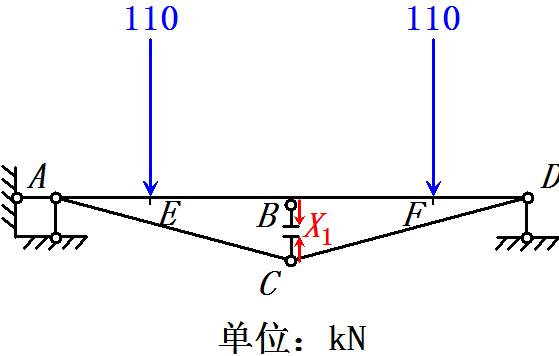 110 110
A E B X₁ F D
C
单位：kN